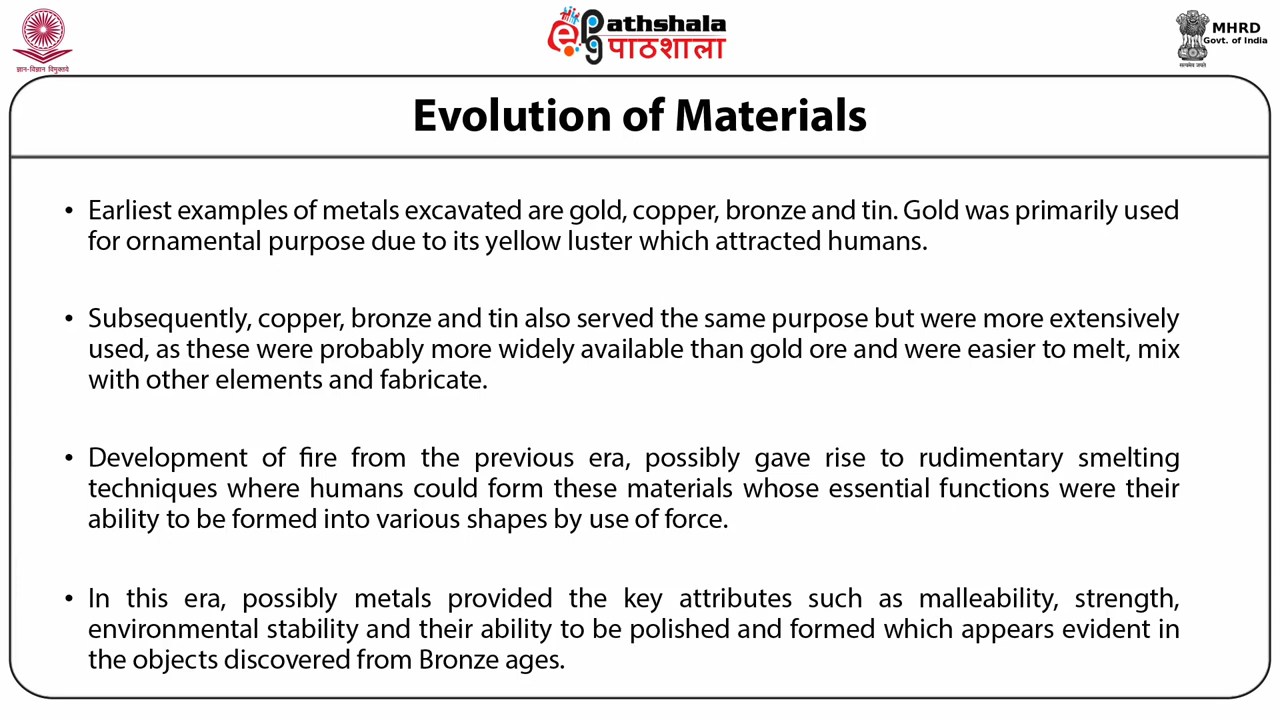 ज्ञान-विज्ञान विमुक्तये
ePathshala
पाठशाला
MHRD
Govt. of India
सत्यमेव जयते
Evolution of Materials
• Earliest examples of metals excavated are gold, copper, bronze and tin. Gold was primarily used
for ornamental purpose due to its yellow luster which attracted humans.
• Subsequently, copper, bronze and tin also served the same purpose but were more extensively
used, as these were probably more widely available than gold ore and were easier to melt, mix
with other elements and fabricate.
• Development of fire from the previous era, possibly gave rise to rudimentary smelting
techniques where humans could form these materials whose essential functions were their
ability to be formed into various shapes by use of force.
• In this era, possibly metals provided the key attributes such as malleability, strength,
environmental stability and their ability to be polished and formed which appears evident in
the objects discovered from Bronze ages.